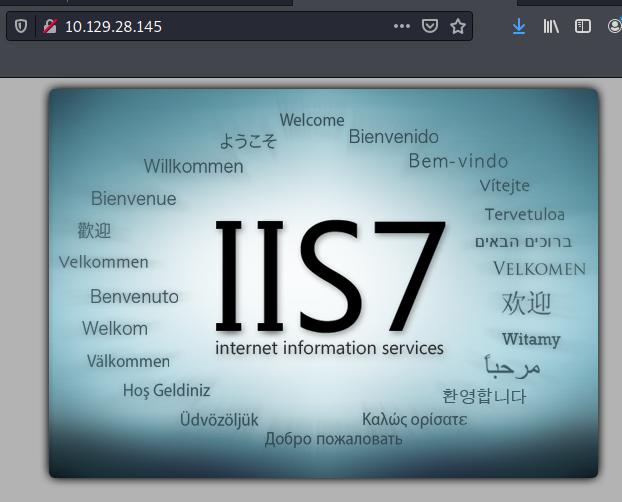 10.129.28.145
Welcome
Bienvenido
ようこそ
Bem-vindo
Willkommen
Vítejte
Bienvenue
Tervetuloa
歡迎
ברוכים הבאים
Velkommen
VELKOMEN
Benvenuto
欢迎
IIS7
Welkom
Witamy
internet information services
Välkommen
مرحباً
Hoş Geldiniz
환영합니다
Üdvözöljük
Καλώς ορίσατε
Добро пожаловать